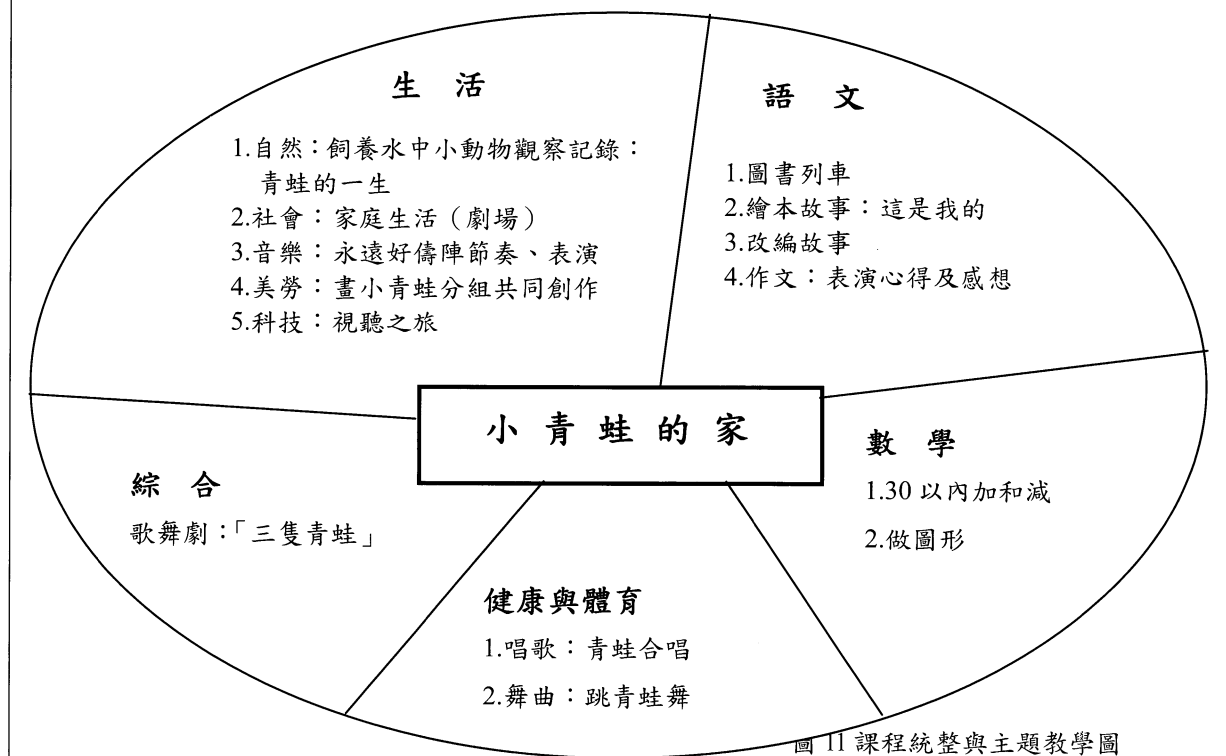 生 活
1.自然：飼養水中小動物觀察記錄：
青蛙的一生
2.社會：家庭生活（劇場）
3.音樂：永遠好儔陣節奏、表演
4.美勞：畫小青蛙分組共同創作
5.科技：視聽之旅
語 文
1.圖書列車
2.繪本故事：這是我的
3.改編故事
4.作文：表演心得及感想
小 青 蛙 的 家
數 學
1.30 以內加和減
2.做圖形
綜 合
歌舞劇：「三隻青蛙」
健康與體育
1.唱歌：青蛙合唱
2.舞曲：跳青蛙舞
圖 11 課程統整與主題教學圖